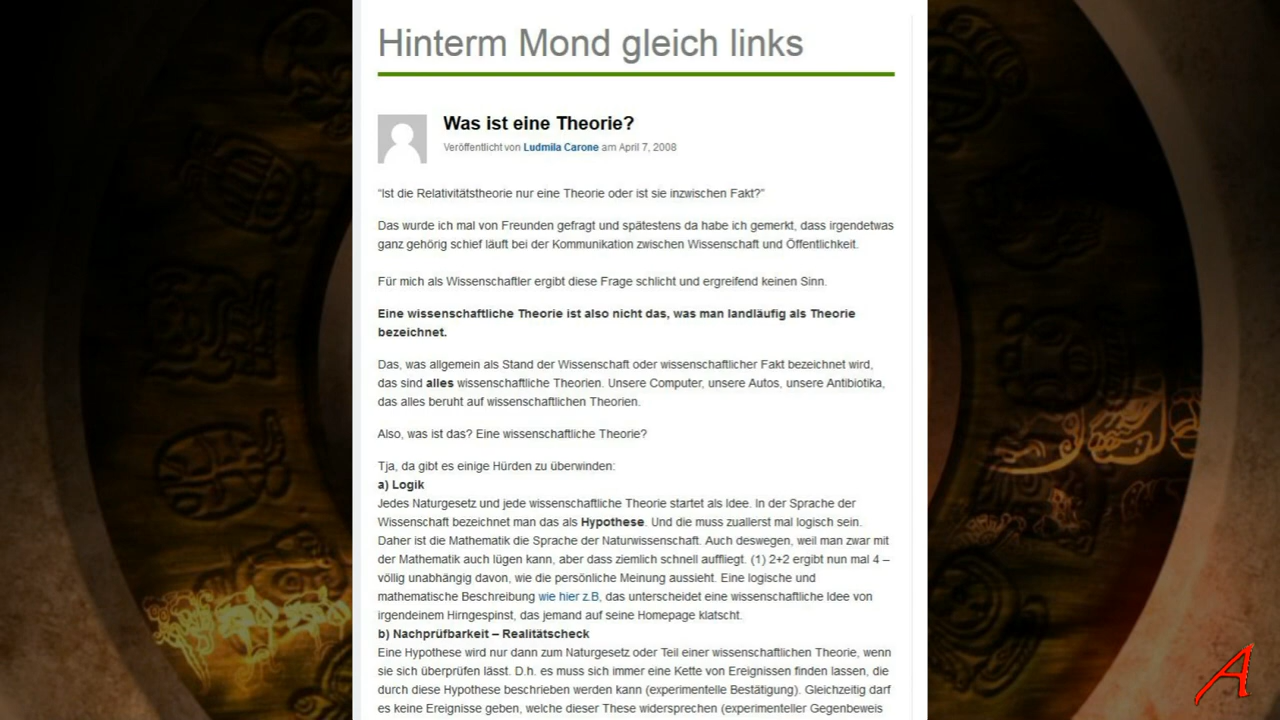 Hinterm Mond gleich links
Was ist eine Theorie?
Veröffentlicht von Ludmila Carone am April 7, 2008
"Ist die Relativitätstheorie nur eine Theorie oder ist sie inzwischen Fakt?"
Das wurde ich mal von Freunden gefragt und spätestens da habe ich gemerkt, dass irgendetwas
ganz gehörig schief läuft bei der Kommunikation zwischen Wissenschaft und Öffentlichkeit.
Für mich als Wissenschaftler ergibt diese Frage schlicht und ergreifend keinen Sinn.
Eine wissenschaftliche Theorie ist also nicht das, was man landläufig als Theorie
bezeichnet.
Das, was allgemein als Stand der Wissenschaft oder wissenschaftlicher Fakt bezeichnet wird,
das sind alles wissenschaftliche Theorien. Unsere Computer, unsere Autos, unsere Antibiotika,
das alles beruht auf wissenschaftlichen Theorien.
Also, was ist das? Eine wissenschaftliche Theorie?
Tja, da gibt es einige Hürden zu überwinden:
a) Logik
Jedes Naturgesetz und jede wissenschaftliche Theorie startet als Idee. In der Sprache der
Wissenschaft bezeichnet man das als Hypothese. Und die muss zuallerst mal logisch sein.
Daher ist die Mathematik die Sprache der Naturwissenschaft. Auch deswegen, weil man zwar mit
der Mathematik auch lügen kann, aber dass ziemlich schnell auffliegt. (1) 2+2 ergibt nun mal 4 –
völlig unabhängig davon, wie die persönliche Meinung aussieht. Eine logische und
mathematische Beschreibung wie hier z.B, das unterscheidet eine wissenschaftliche Idee von
irgendeinem Hirngespinst, das jemand auf seine Homepage klatscht.
b) Nachprüfbarkeit – Realitätscheck
Eine Hypothese wird nur dann zum Naturgesetz oder Teil einer wissenschaftlichen Theorie, wenn
sie sich überprüfen lässt. D.h. es muss sich immer eine Kette von Ereignissen finden lassen, die
durch diese Hypothese beschrieben werden kann (experimentelle Bestätigung). Gleichzeitig darf
es keine Ereignisse geben, welche dieser These widersprechen (experimenteller Gegenbeweis
A